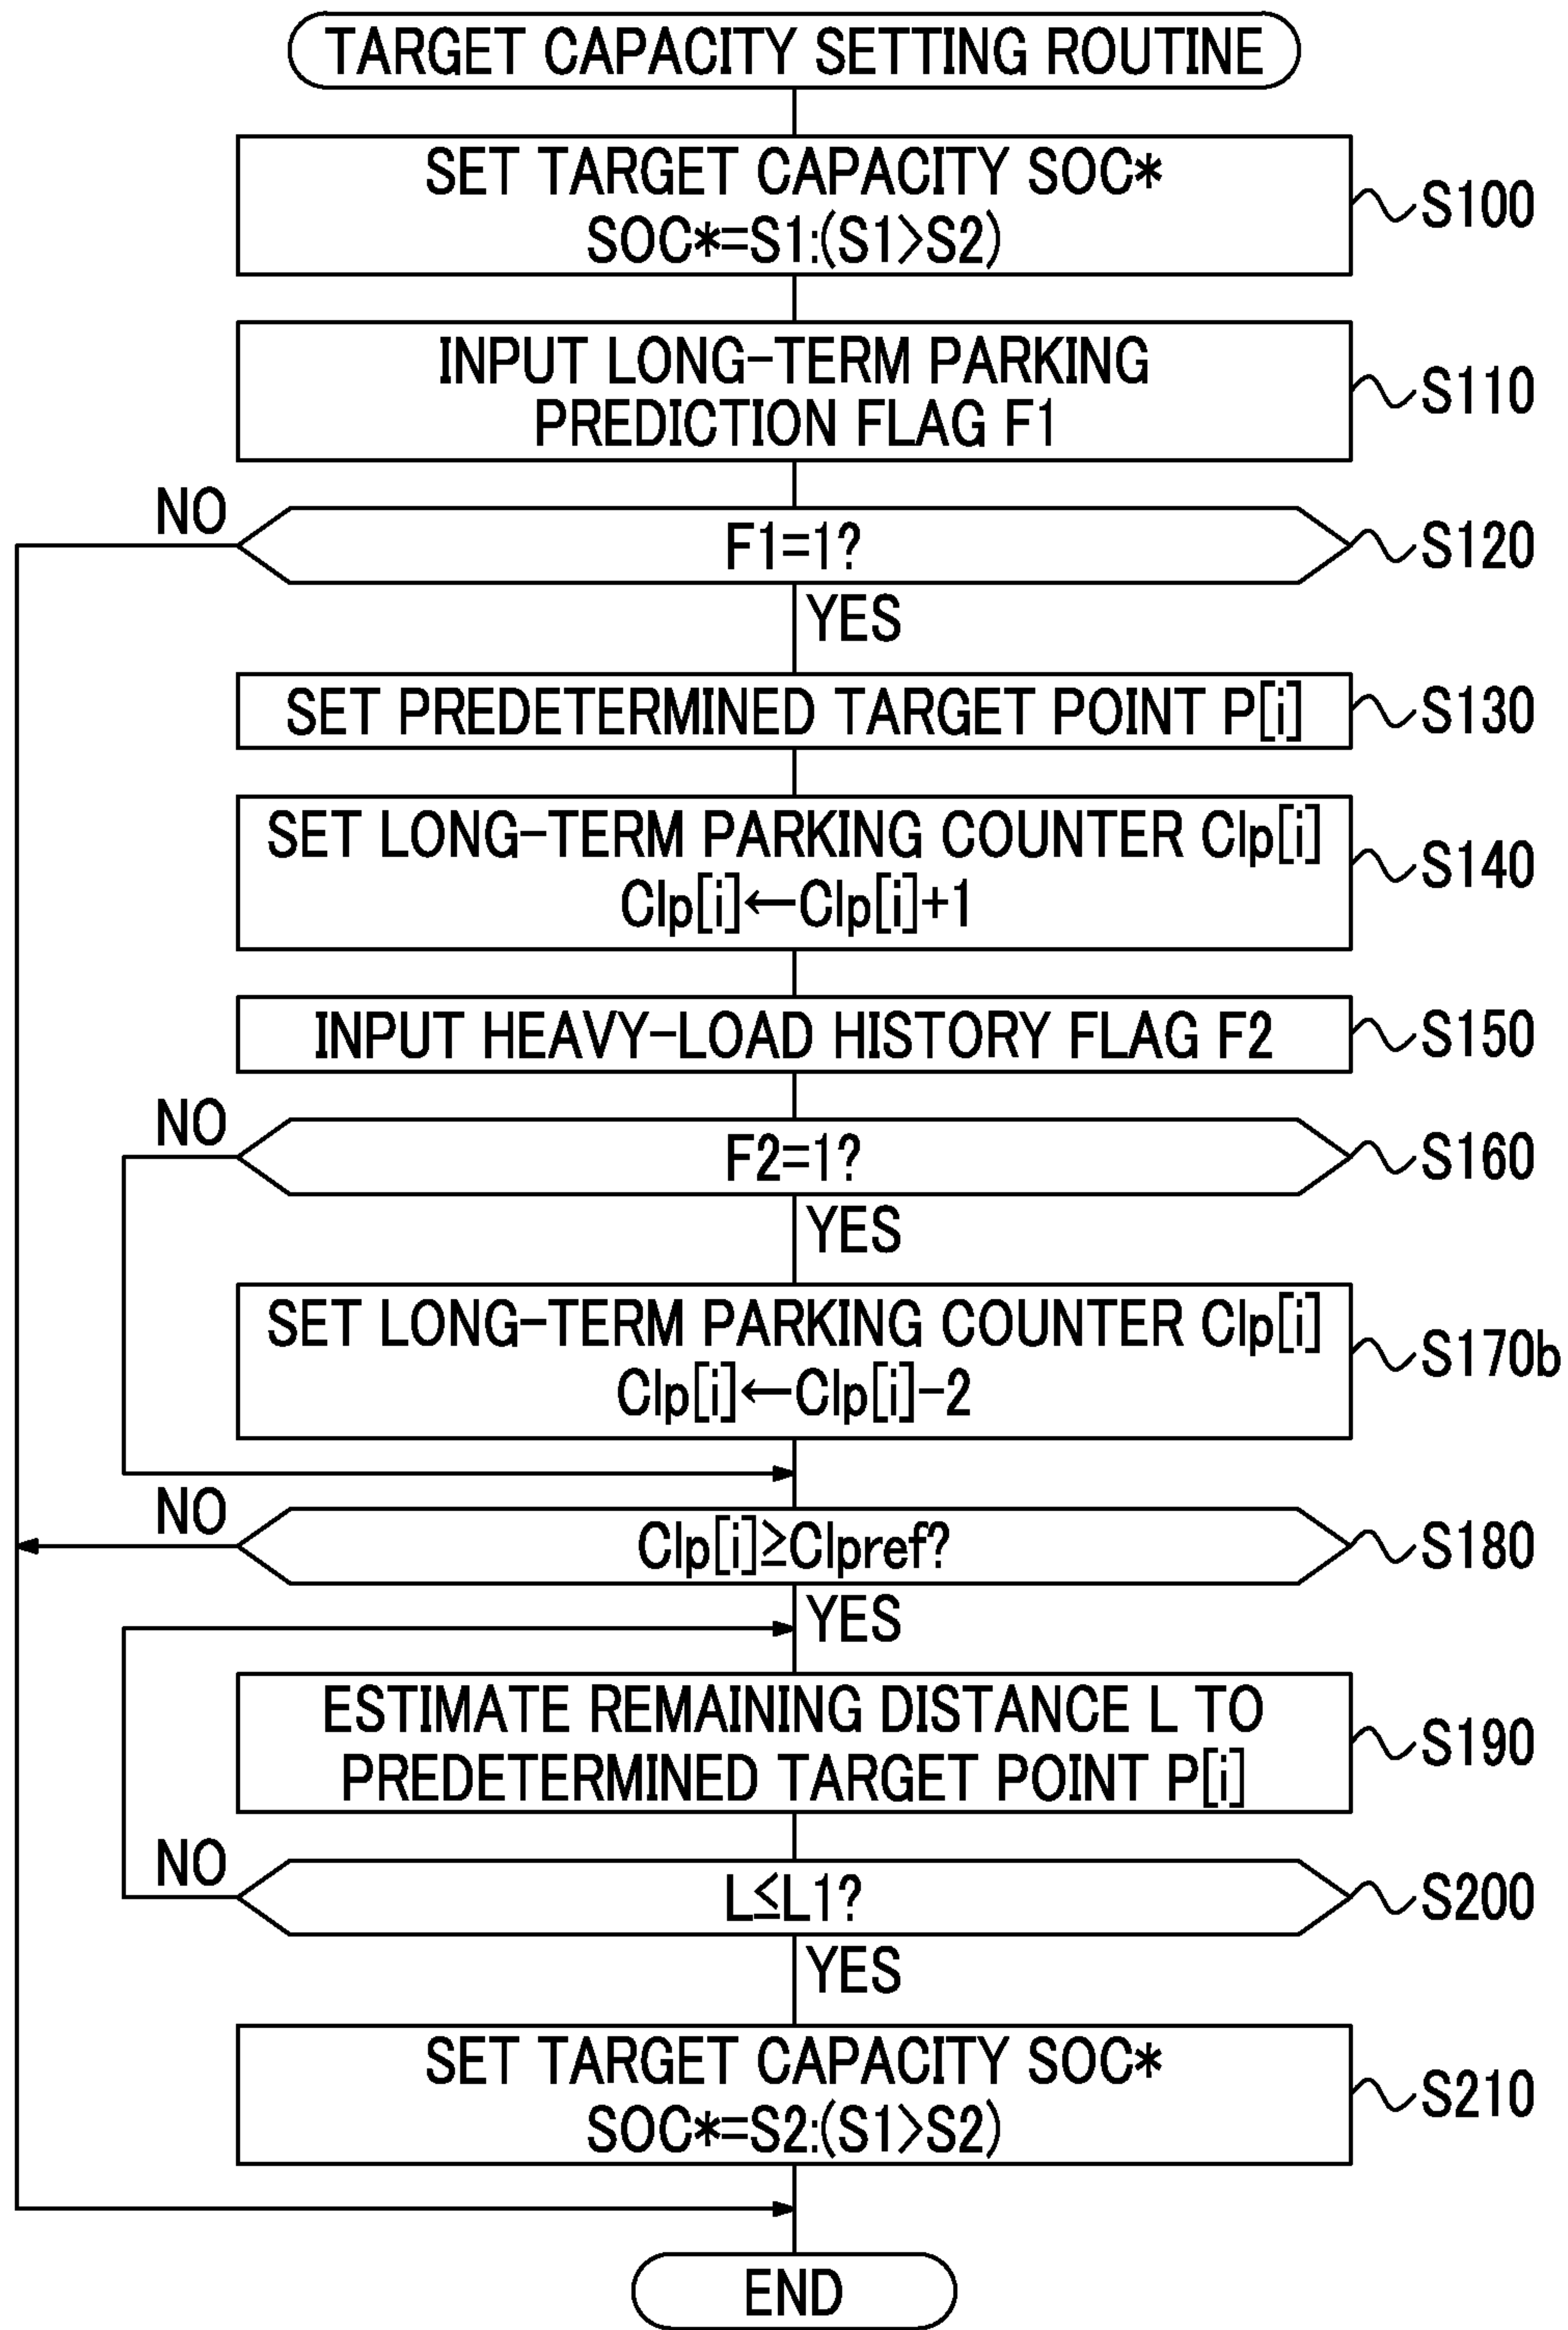 TARGET CAPACITY SETTING ROUTINE
SET TARGET CAPACITY SOC*
SOC*=S1:(S1>S2)
S100
INPUT LONG-TERM PARKING
PREDICTION FLAG F1
S110
NO
F1=1?
S120
YES
SET PREDETERMINED TARGET POINT P[i]
S130
SET LONG-TERM PARKING COUNTER Clp[i]
Clp[i]←Clp[i]+1
S140
INPUT HEAVY-LOAD HISTORY FLAG F2
S150
NO
F2=1?
S160
YES
SET LONG-TERM PARKING COUNTER Clp[i]
Clp[i]←Clp[i]-2
S170b
NO
Clp[i]≥Clpref?
S180
YES
ESTIMATE REMAINING DISTANCE L TO
PREDETERMINED TARGET POINT P[i]
S190
NO
L≤L1?
S200
YES
SET TARGET CAPACITY SOC*
SOC*=S2:(S1>S2)
S210
END